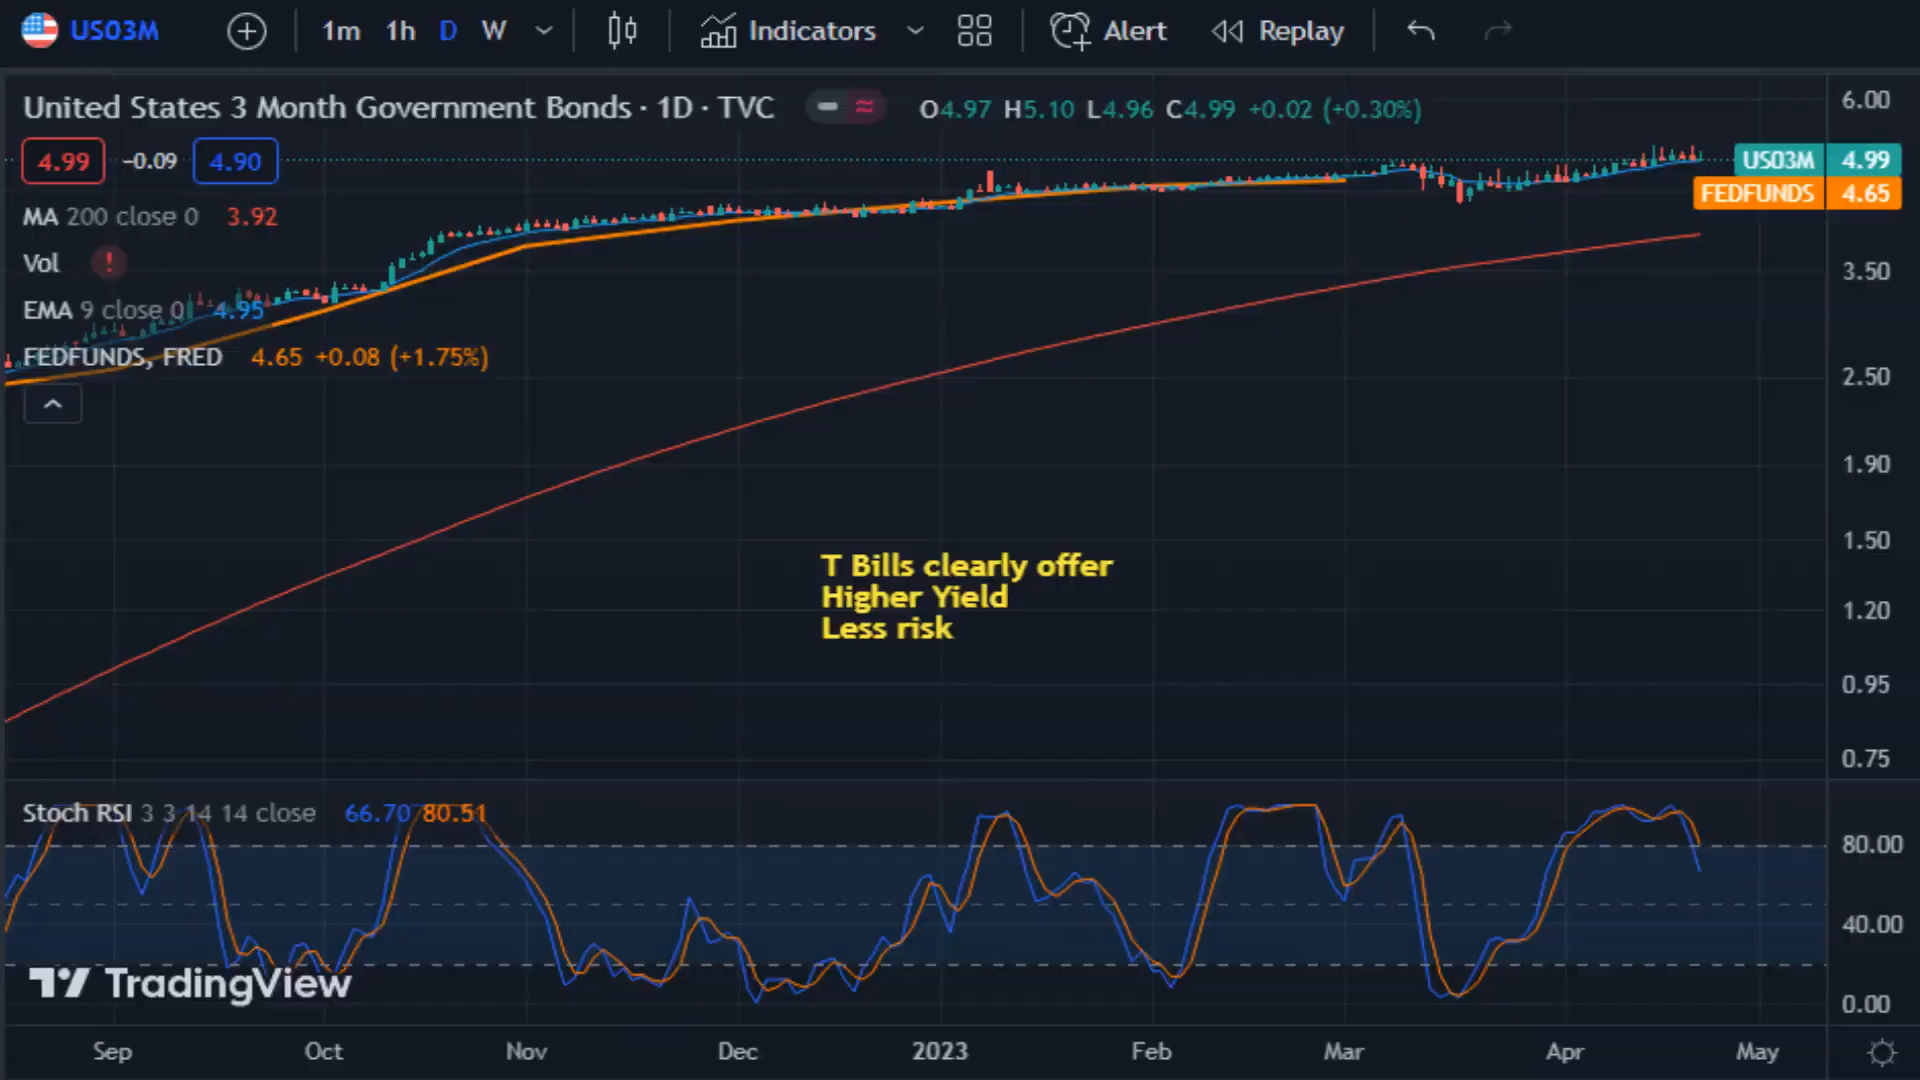 US03M 1m 1h D W Indicators Alert Replay
United States 3 Month Government Bonds · 1D · TVC O4.97 H5.10 L4.96 C4.99 +0.02 (+0.30%)
4.99 −0.09 4.90
MA 200 close 0 3.92
Vol !
EMA 9 close 0 4.95
FEDFUNDS, FRED 4.65 +0.08 (+1.75%)
6.00
US03M 4.99
FEDFUNDS 4.65
3.50
2.50
1.90
1.50
1.20
0.95
0.75
T Bills clearly offer
Higher Yield
Less risk
Stoch RSI 3 3 14 14 close 66.70 80.51
80.00
40.00
0.00
TradingView
Sep Oct Nov Dec 2023 Feb Mar Apr May